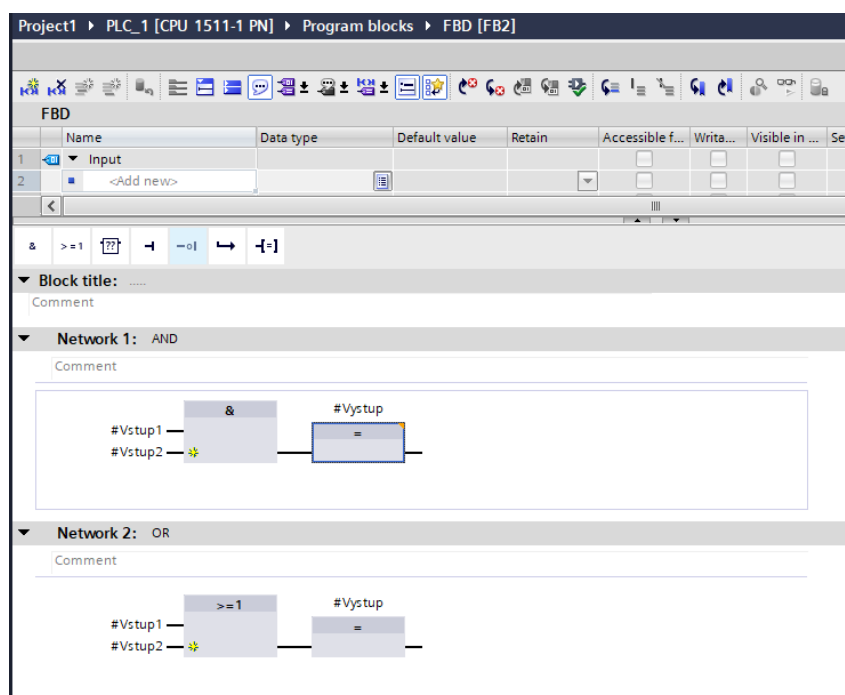 Project1 ▸ PLC_1 [CPU 1511-1 PN] ▸ Program blocks ▸ FBD [FB2]
FBD
Name Data type Default value Retain Accessible f... Writa... Visible in ... Se
1 Input
2 <Add new>
& >=1 ?? -[=]
Block title: .....
Comment
Network 1: AND
Comment
& #Vystup
#Vstup1 =
#Vstup2
Network 2: OR
Comment
>=1 #Vystup
#Vstup1 =
#Vstup2